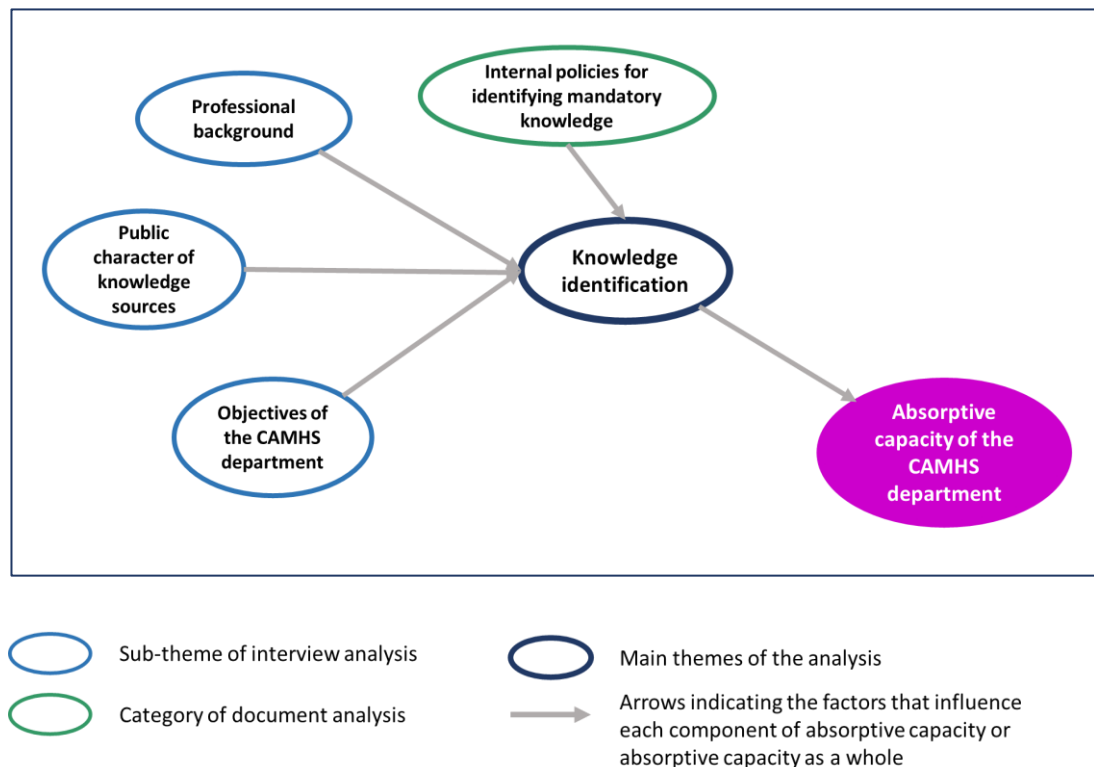 Internal policies for
identifying mandatory
knowledge
Professional
background
Public
character of
knowledge
sources
Knowledge
identification
Objectives of
the CAMHS
department
Absorptive
capacity of the
CAMHS
department
Sub-theme of interview analysis
Main themes of the analysis
Category of document analysis
Arrows indicating the factors that influence
each component of absorptive capacity or
absorptive capacity as a whole